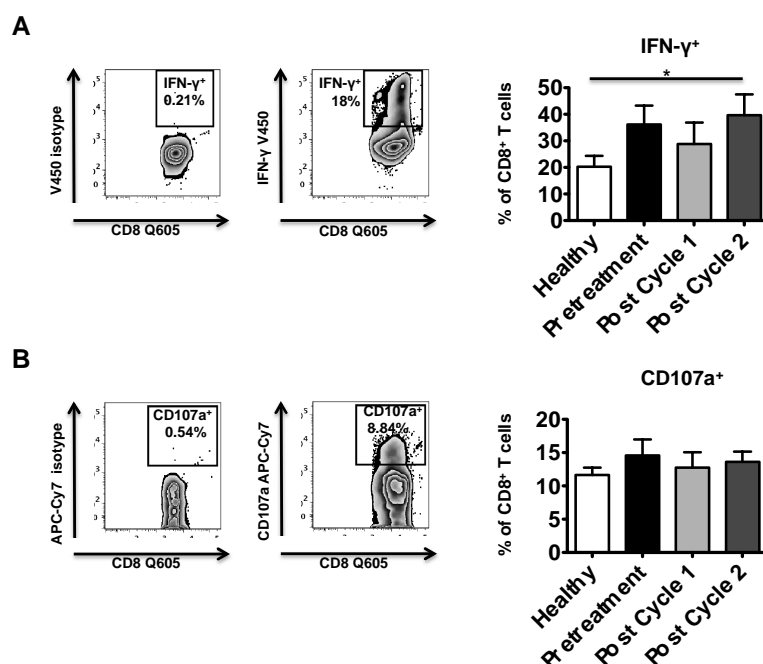 A
IFN-γ⁺
0.21%
V450 isotype
CD8 Q605
IFN-γ⁺
18%
IFN-γ V450
CD8 Q605
IFN-γ⁺
*
% of CD8⁺ T cells
50
40
30
20
10
0
Healthy
Pretreatment
Post Cycle 1
Post Cycle 2
B
CD107a⁺
0.54%
APC-Cy7 isotype
CD8 Q605
CD107a⁺
8.84%
CD107a APC-Cy7
CD8 Q605
CD107a⁺
% of CD8⁺ T cells
20
15
10
5
0
Healthy
Pretreatment
Post Cycle 1
Post Cycle 2